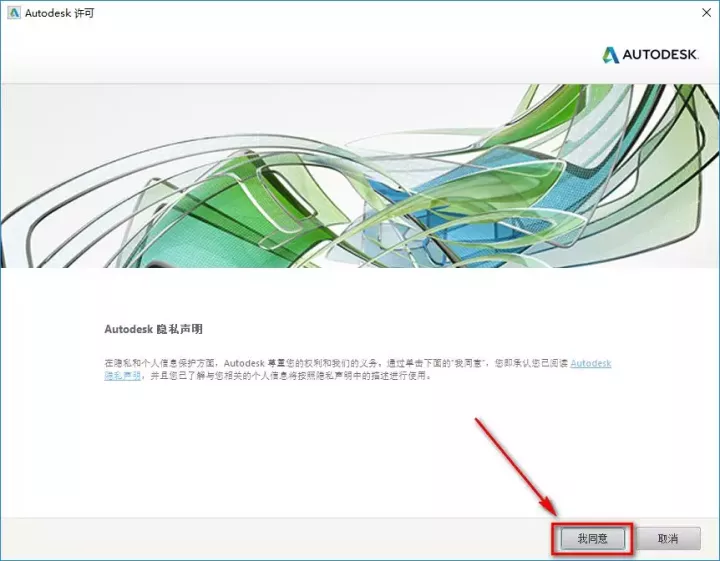 Autodesk 许可
AUTODESK.
Autodesk 隐私声明
在隐私和个人信息保护方面，Autodesk 尊重您的权利和我们的义务。通过单击下面的"我同意"，您即承认您已阅读 Autodesk
隐私声明，并且您已了解与您相关的个人信息将按照隐私声明中的描述进行使用。
我同意 取消